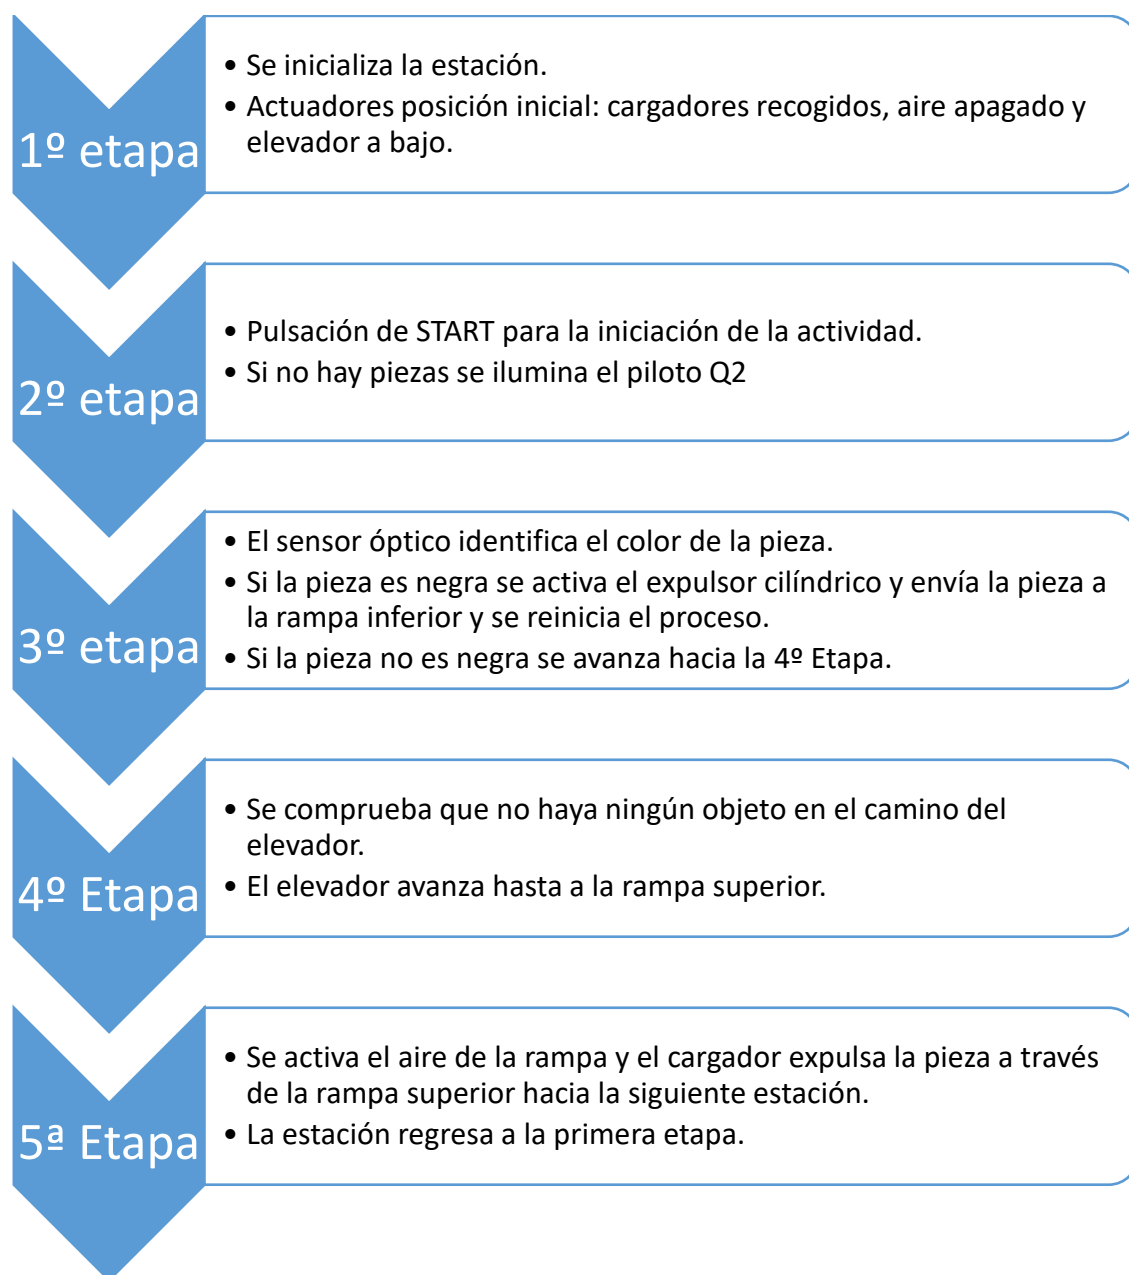 1º etapa
• Se inicializa la estación.
• Actuadores posición inicial: cargadores recogidos, aire apagado y
elevador a bajo.
2º etapa
• Pulsación de START para la iniciación de la actividad.
• Si no hay piezas se ilumina el piloto Q2
3º etapa
• El sensor óptico identifica el color de la pieza.
• Si la pieza es negra se activa el expulsor cilíndrico y envía la pieza a
la rampa inferior y se reinicia el proceso.
• Si la pieza no es negra se avanza hacia la 4º Etapa.
4º Etapa
• Se comprueba que no haya ningún objeto en el camino del
elevador.
• El elevador avanza hasta a la rampa superior.
5ª Etapa
• Se activa el aire de la rampa y el cargador expulsa la pieza a través
de la rampa superior hacia la siguiente estación.
• La estación regresa a la primera etapa.